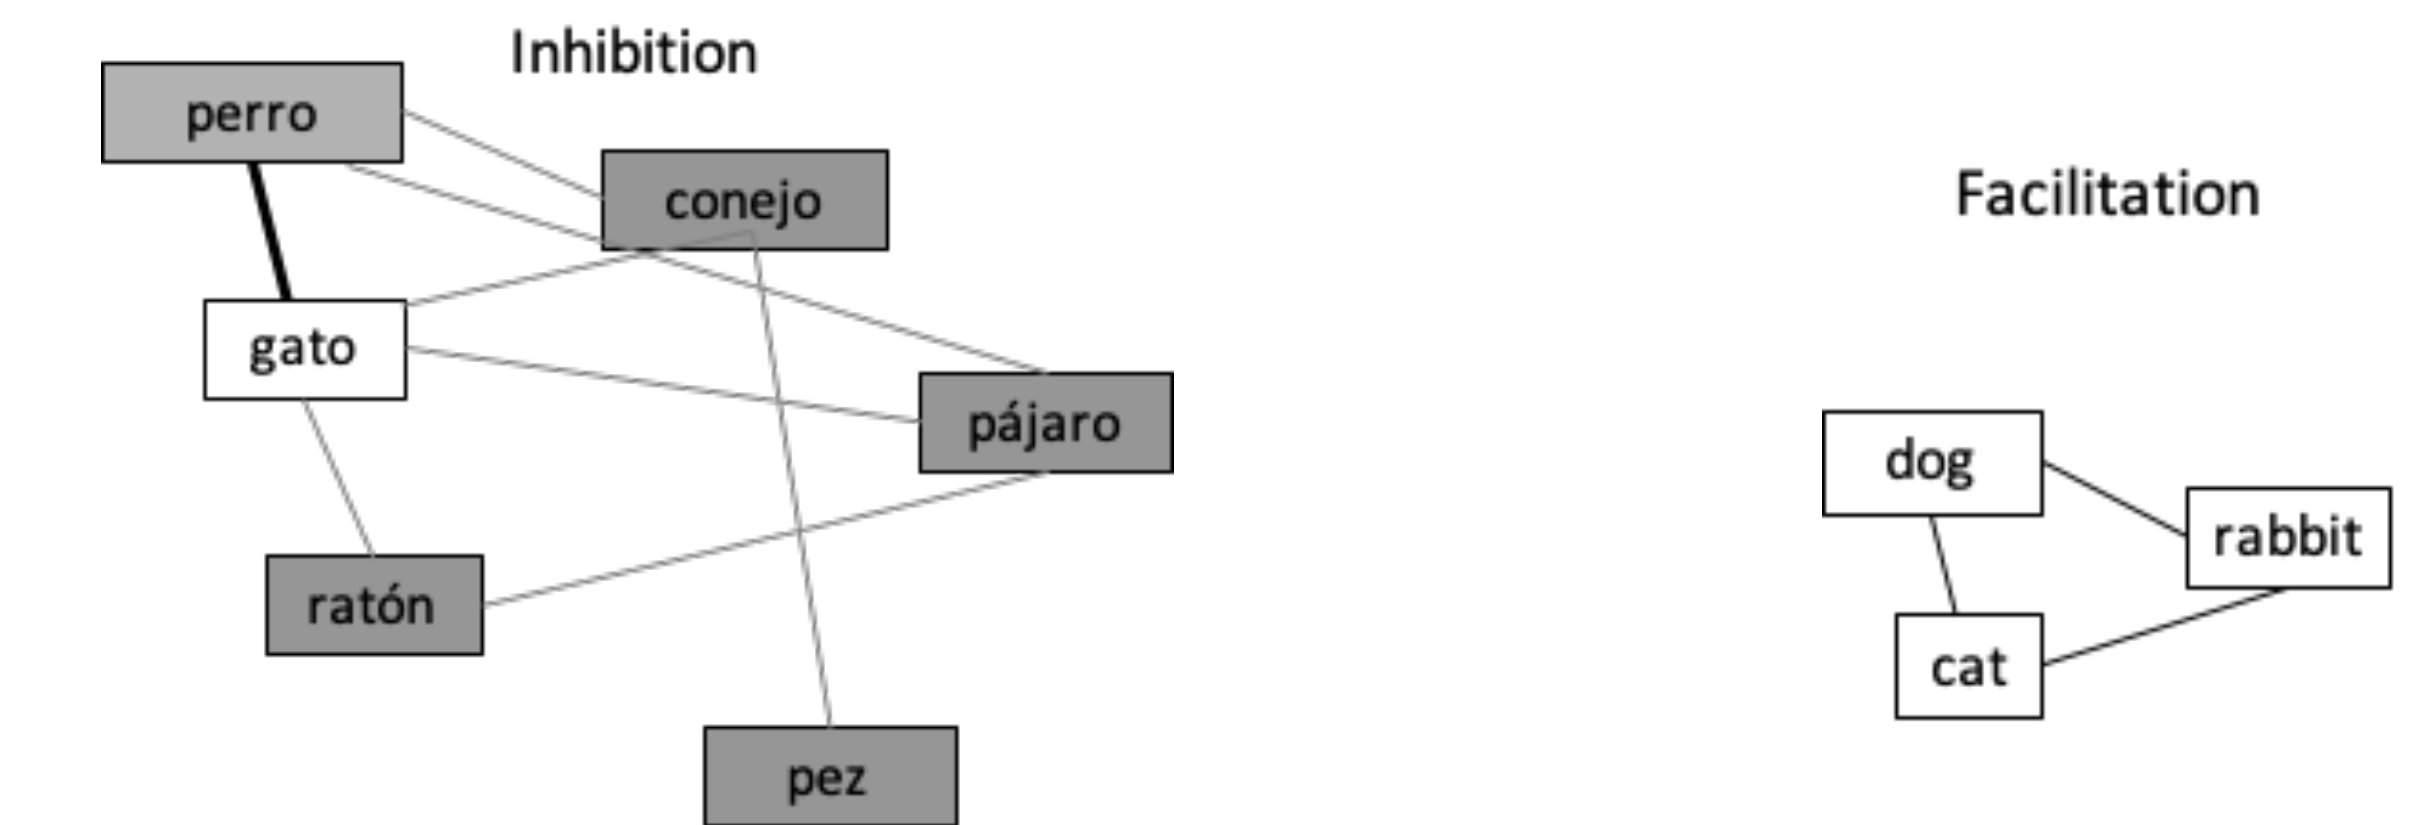 Inhibition
perro
conejo
gato
pájaro
ratón
pez
Facilitation
dog
rabbit
cat